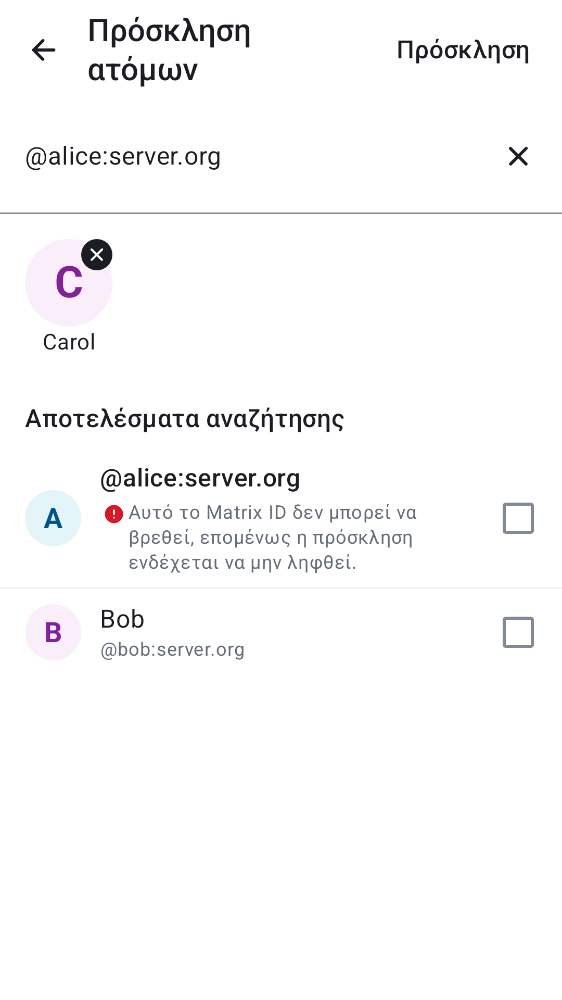 Πρόσκληση
ατόμων
Πρόσκληση
@alice:server.org
C
Carol
Αποτελέσματα αναζήτησης
A
@alice:server.org
Αυτό το Matrix ID δεν μπορεί να
βρεθεί, επομένως η πρόσκληση
ενδέχεται να μην ληφθεί.
B
Bob
@bob:server.org